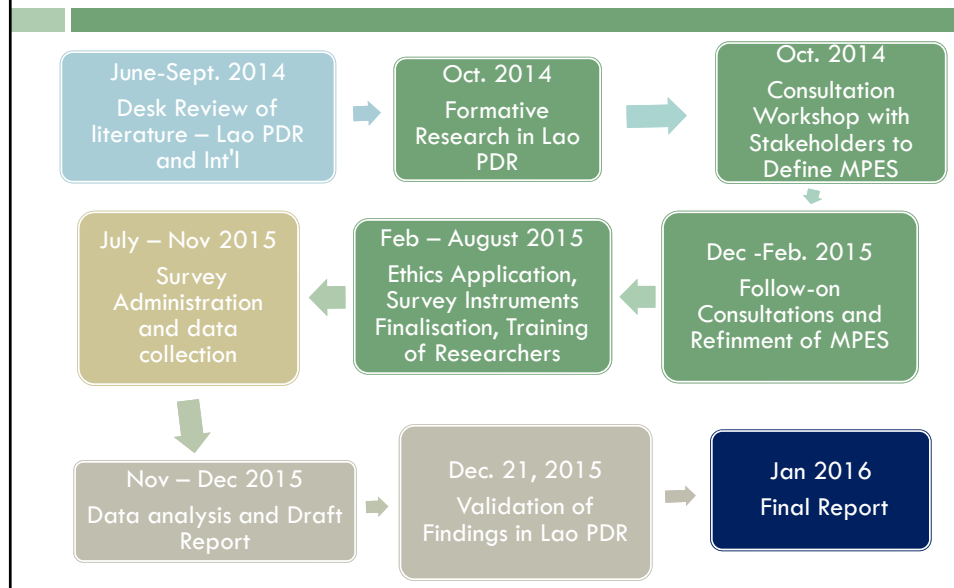 June-Sept. 2014
Desk Review of
literature – Lao PDR
and Int'l
Oct. 2014
Formative
Research in Lao
PDR
Oct. 2014
Consultation
Workshop with
Stakeholders to
Define MPES
Dec -Feb. 2015
Follow-on
Consultations and
Refinment of MPES
Feb – August 2015
Ethics Application,
Survey Instruments
Finalisation, Training
of Researchers
July – Nov 2015
Survey
Administration
and data
collection
Nov – Dec 2015
Data analysis and Draft
Report
Dec. 21, 2015
Validation of
Findings in Lao PDR
Jan 2016
Final Report